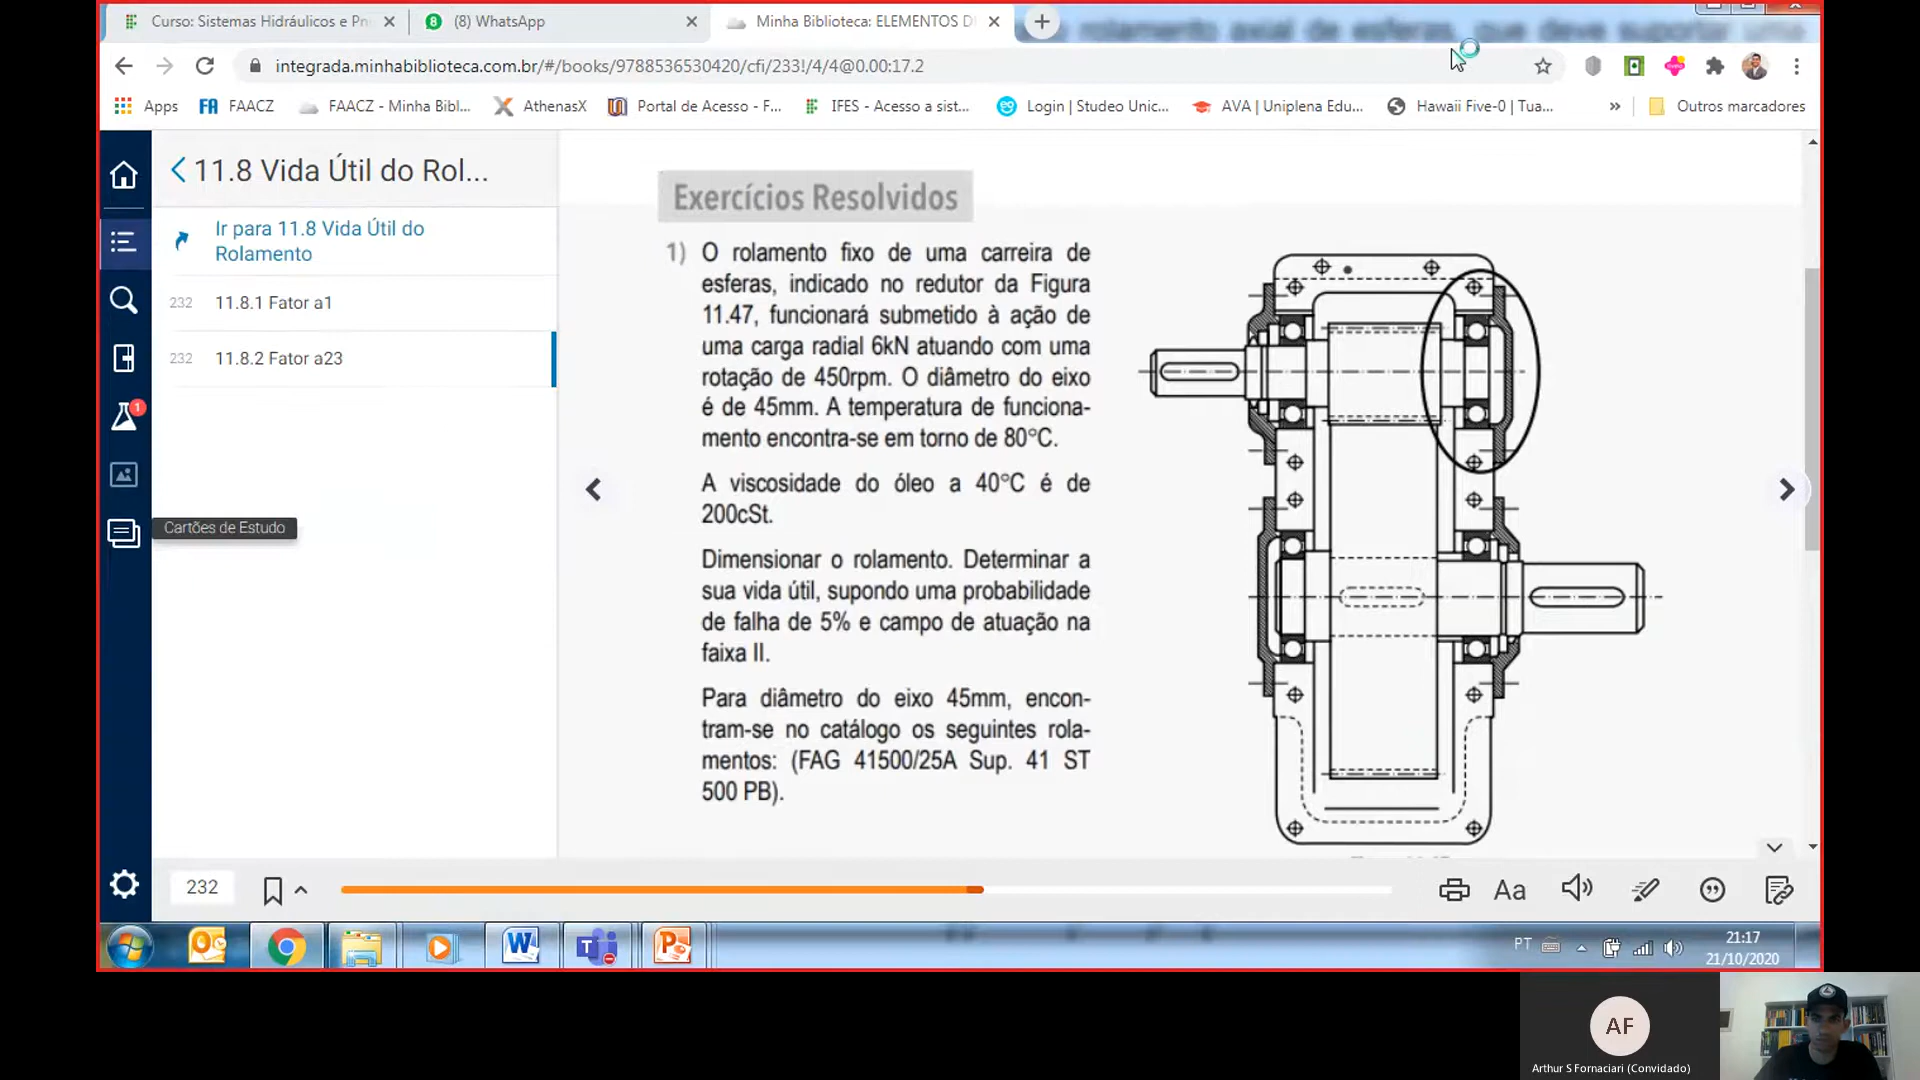 Curso: Sistemas Hidráulicos e Pn
(8) WhatsApp
Minha Biblioteca: ELEMENTOS D
rolamento axial de esferas, que deve suportar uma
integrada.minhabiblioteca.com.br/#/books/9788536530420/cfi/233!/4/4@0.00:17.2
Apps
FAACZ
FAACZ - Minha Bibl...
AthenasX
Portal de Acesso - F...
IFES - Acesso a sist...
Login | Studeo Unic...
AVA | Uniplena Edu...
Hawaii Five-0 | Tua...
»
Outros marcadores
11.8 Vida Útil do Rol...
Ir para 11.8 Vida Útil do
Rolamento
232 11.8.1 Fator a1
232 11.8.2 Fator a23
1
Cartões de Estudo
Exercícios Resolvidos
1) O rolamento fixo de uma carreira de
esferas, indicado no redutor da Figura
11.47, funcionará submetido à ação de
uma carga radial 6kN atuando com uma
rotação de 450rpm. O diâmetro do eixo
é de 45mm. A temperatura de funciona-
mento encontra-se em torno de 80°C.
A viscosidade do óleo a 40°C é de
200cSt.
Dimensionar o rolamento. Determinar a
sua vida útil, supondo uma probabilidade
de falha de 5% e campo de atuação na
faixa II.
Para diâmetro do eixo 45mm, encon-
tram-se no catálogo os seguintes rola-
mentos: (FAG 41500/25A Sup. 41 ST
500 PB).
232
Aa
PT
21:17
21/10/2020
AF
Arthur S Fornaciari (Convidado)